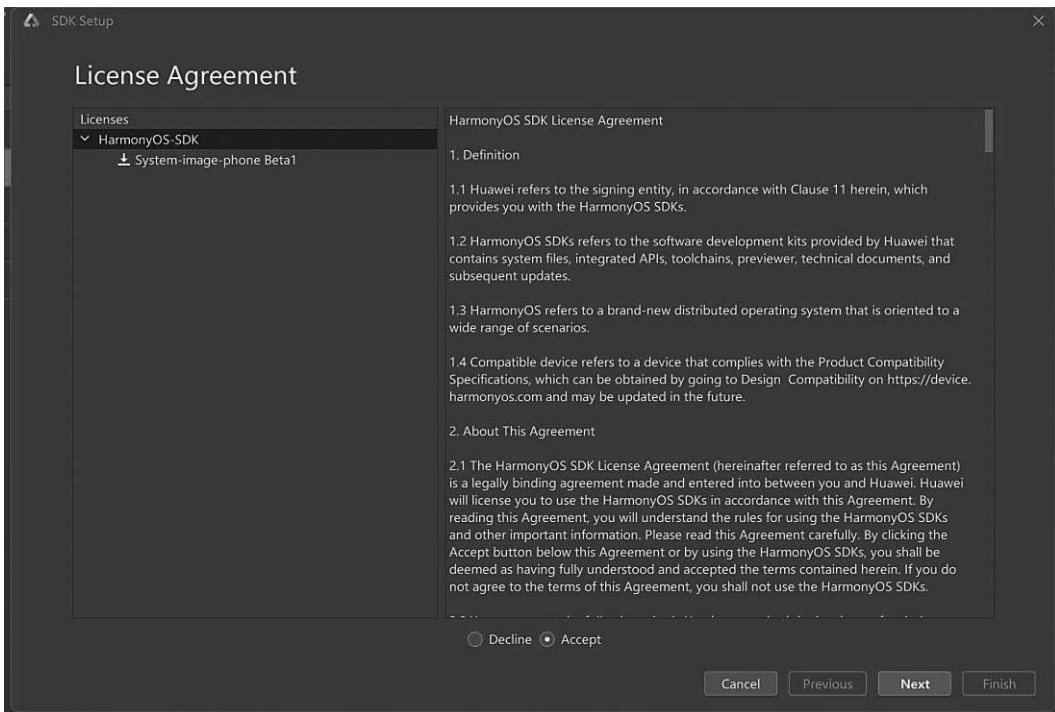 SDK Setup
License Agreement
Licenses
HarmonyOS-SDK
System-image-phone Beta1
HarmonyOS SDK License Agreement
1. Definition
1.1 Huawei refers to the signing entity, in accordance with Clause 11 herein, which
provides you with the HarmonyOS SDKs.
1.2 HarmonyOS SDKs refers to the software development kits provided by Huawei that
contains system files, integrated APIs, toolchains, previewer, technical documents, and
subsequent updates.
1.3 HarmonyOS refers to a brand-new distributed operating system that is oriented to a
wide range of scenarios.
1.4 Compatible device refers to a device that complies with the Product Compatibility
Specifications, which can be obtained by going to Design  Compatibility on https://device.
harmonyos.com and may be updated in the future.
2. About This Agreement
2.1 The HarmonyOS SDK License Agreement (hereinafter referred to as this Agreement)
is a legally binding agreement made and entered into between you and Huawei. Huawei
will license you to use the HarmonyOS SDKs in accordance with this Agreement. By
reading this Agreement, you will understand the rules for using the HarmonyOS SDKs
and other important information. Please read this Agreement carefully. By clicking the
Accept button below this Agreement or by using the HarmonyOS SDKs, you shall be
deemed as having fully understood and accepted the terms contained herein. If you do
not agree to the terms of this Agreement, you shall not use the HarmonyOS SDKs.
Decline Accept
Cancel Previous Next Finish